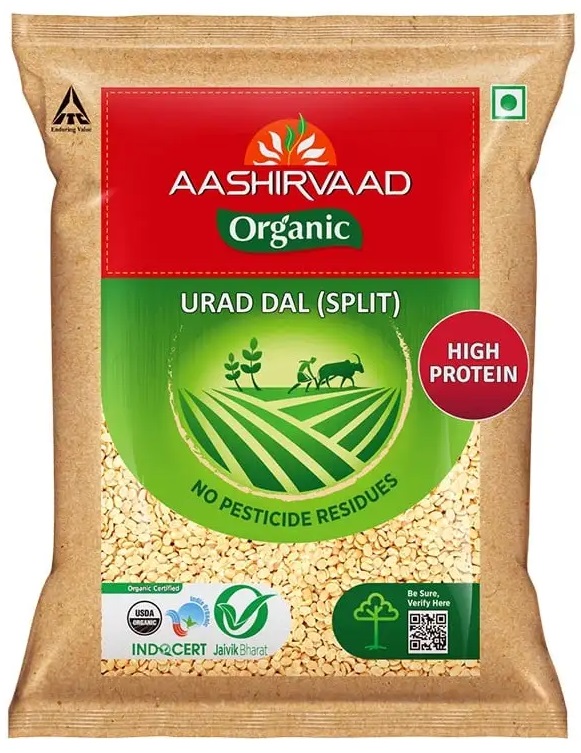 ITC
Enduring Value
AASHIRVAAD
Organic
URAD DAL (SPLIT)
HIGH
PROTEIN
NO PESTICIDE RESIDUES
Organic Certified
USDA
ORGANIC
India Organic
INDOCERT
Jaivik Bharat
Be Sure,
Verify Here